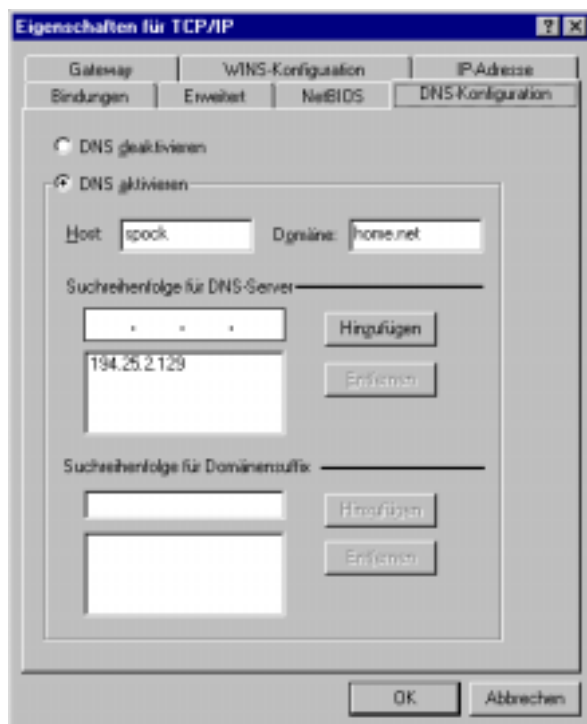 Eigenschaften für TCP/IP
Gateway WINS-Konfiguration IP-Adresse
Bindungen Erweitert NetBIOS DNS-Konfiguration
DNS deaktivieren
DNS aktivieren
Host: spock Domäne: home.net
Suchreihenfolge für DNS-Server
. . . Hinzufügen
194.25.2.129
Entfernen
Suchreihenfolge für Domänensuffix
Hinzufügen
Entfernen
OK Abbrechen